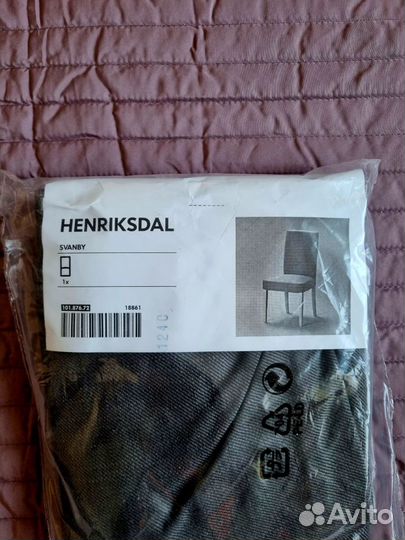 HENRIKSDAL
SVANBY
1x
101.876.72 18861
1240
Avito